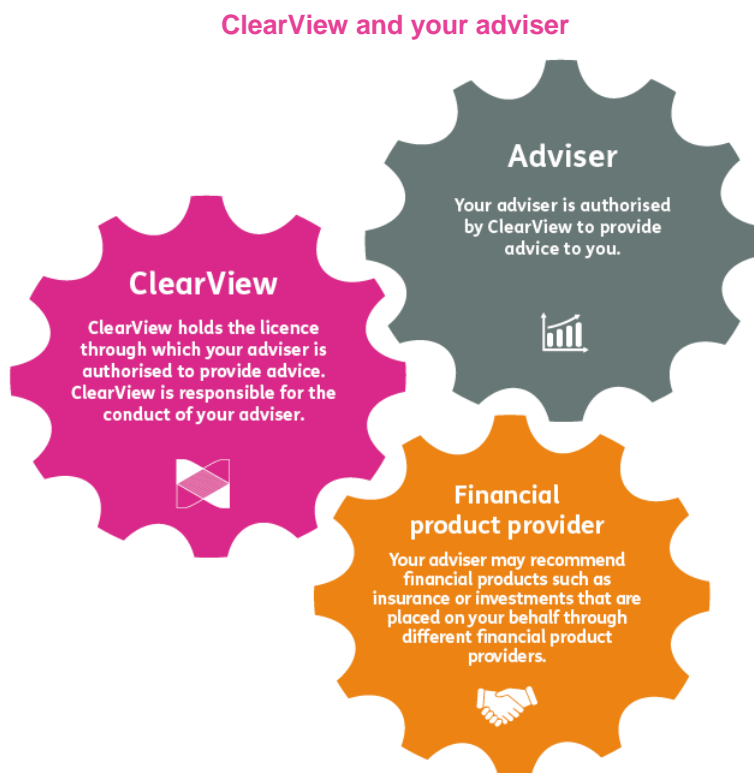 ClearView and your adviser
Adviser
Your adviser is authorised
by ClearView to provide
advice to you.
ClearView
ClearView holds the licence
through which your adviser is
authorised to provide advice.
ClearView is responsible for the
conduct of your adviser.
Financial
product provider
Your adviser may recommend
financial products such as
insurance or investments that are
placed on your behalf through
different financial product
providers.